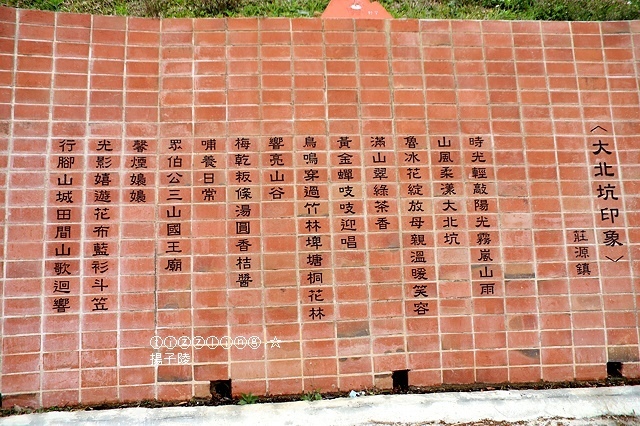 〈大北坑印象〉
莊源鎮
時光輕敲陽光霧嵐山雨
山風柔漾大北坑
魯冰花綻放母親溫暖笑容
滿山翠綠茶香
黃金蟬吱吱迎唱
鳥鳴穿過竹林埤塘桐花林
響亮山谷
梅乾粄條湯圓香桔醬
哺養日常
眾伯公三山國王廟
馨煙裊裊
光影嬉遊花布藍衫斗笠
行腳山城田間山歌迴響
tizzling8 ☆
揚子陵